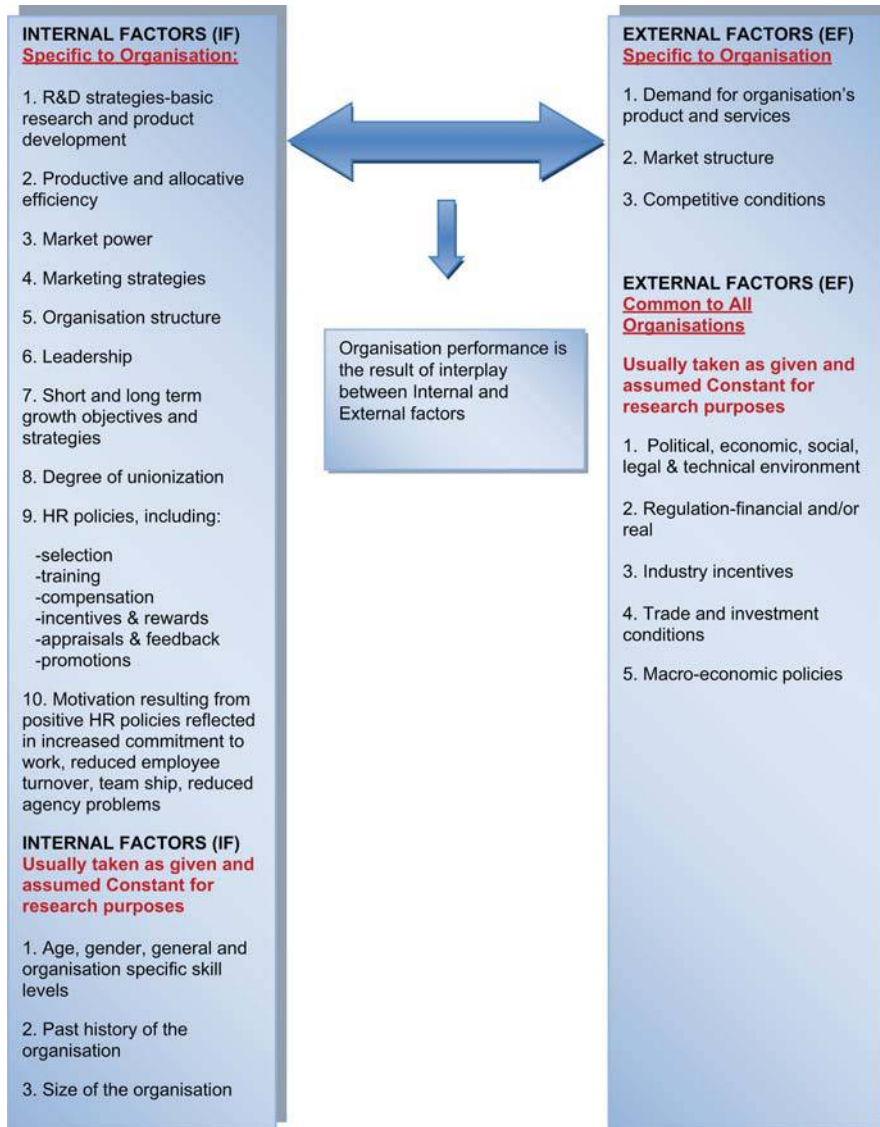 INTERNAL FACTORS (IF)
Specific to Organisation:
1. R&D strategies-basic
research and product
development
2. Productive and allocative
efficiency
3. Market power
4. Marketing strategies
5. Organisation structure
6. Leadership
7. Short and long term
growth objectives and
strategies
8. Degree of unionization
9. HR policies, including:
-selection
-training
-compensation
-incentives & rewards
-appraisals & feedback
-promotions
10. Motivation resulting from
positive HR policies reflected
in increased commitment to
work, reduced employee
turnover, team ship, reduced
agency problems
INTERNAL FACTORS (IF)
Usually taken as given and
assumed Constant for
research purposes
1. Age, gender, general and
organisation specific skill
levels
2. Past history of the
organisation
3. Size of the organisation
Organisation performance is
the result of interplay
between Internal and
External factors
EXTERNAL FACTORS (EF)
Specific to Organisation
1. Demand for organisation's
product and services
2. Market structure
3. Competitive conditions
EXTERNAL FACTORS (EF)
Common to All
Organisations
Usually taken as given and
assumed Constant for
research purposes
1. Political, economic, social,
legal & technical environment
2. Regulation-financial and/or
real
3. Industry incentives
4. Trade and investment
conditions
5. Macro-economic policies